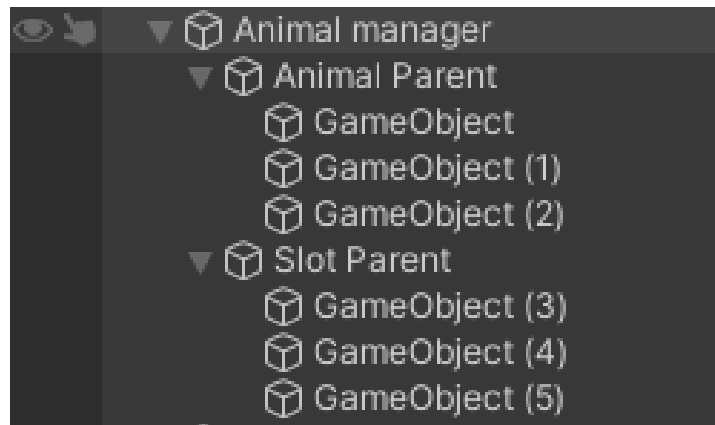 Animal manager
Animal Parent
GameObject
GameObject (1)
GameObject (2)
Slot Parent
GameObject (3)
GameObject (4)
GameObject (5)